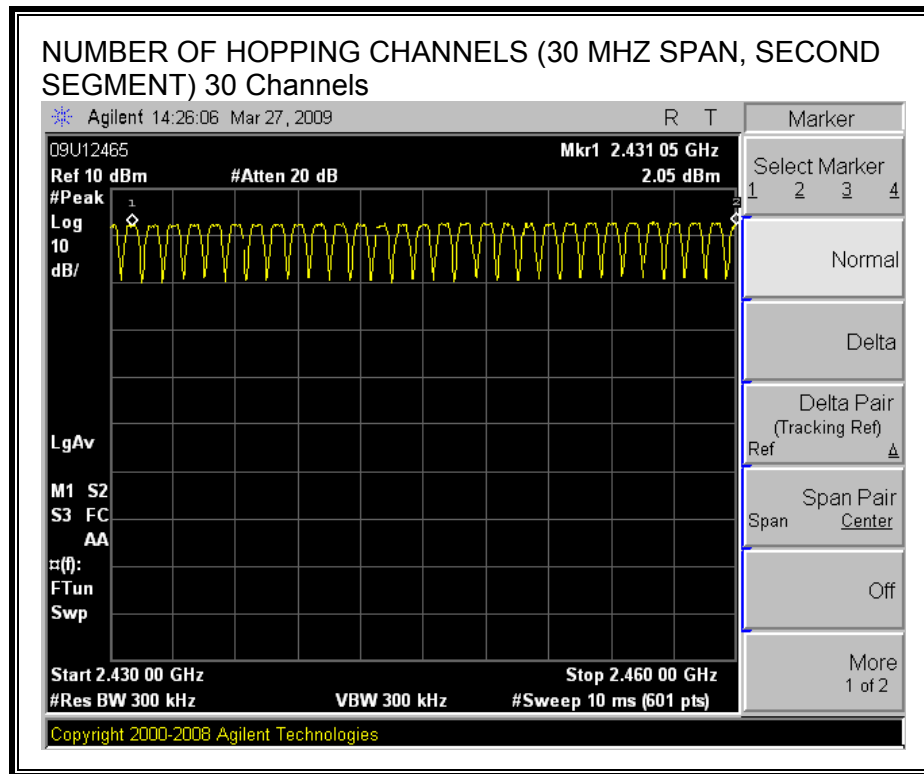 NUMBER OF HOPPING CHANNELS (30 MHZ SPAN, SECOND
SEGMENT) 30 Channels
Agilent 14:26:06 Mar 27, 2009 R T
Marker
09U12465
Mkr1 2.431 05 GHz
Ref 10 dBm #Atten 20 dB 2.05 dBm
Select Marker
1 2 3 4
#Peak
Log
10
dB/
1
2
Normal
Delta
Delta Pair
(Tracking Ref)
Ref Δ
LgAv
M1 S2
S3 FC
AA
¤(f):
FTun
Swp
Span Pair
Span Center
Off
More
1 of 2
Start 2.430 00 GHz Stop 2.460 00 GHz
#Res BW 300 kHz VBW 300 kHz #Sweep 10 ms (601 pts)
Copyright 2000-2008 Agilent Technologies